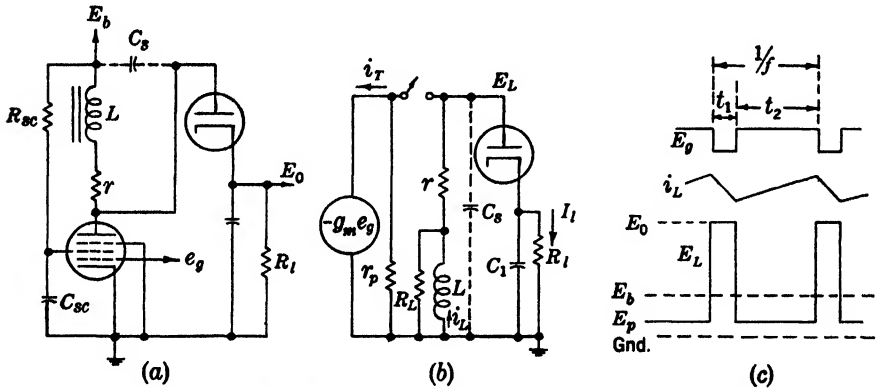 E_b
C_s
R_sc
L
r
E_0
e_g
R_l
C_sc
(a)
i_T
E_L
r
C_s
I_l
-g_m e_g
r_p
R_L
L
i_L
C_1
R_l
(b)
1/f
t_1
t_2
E_g
i_L
E_0
E_L
E_b
E_p
Gnd.
(c)